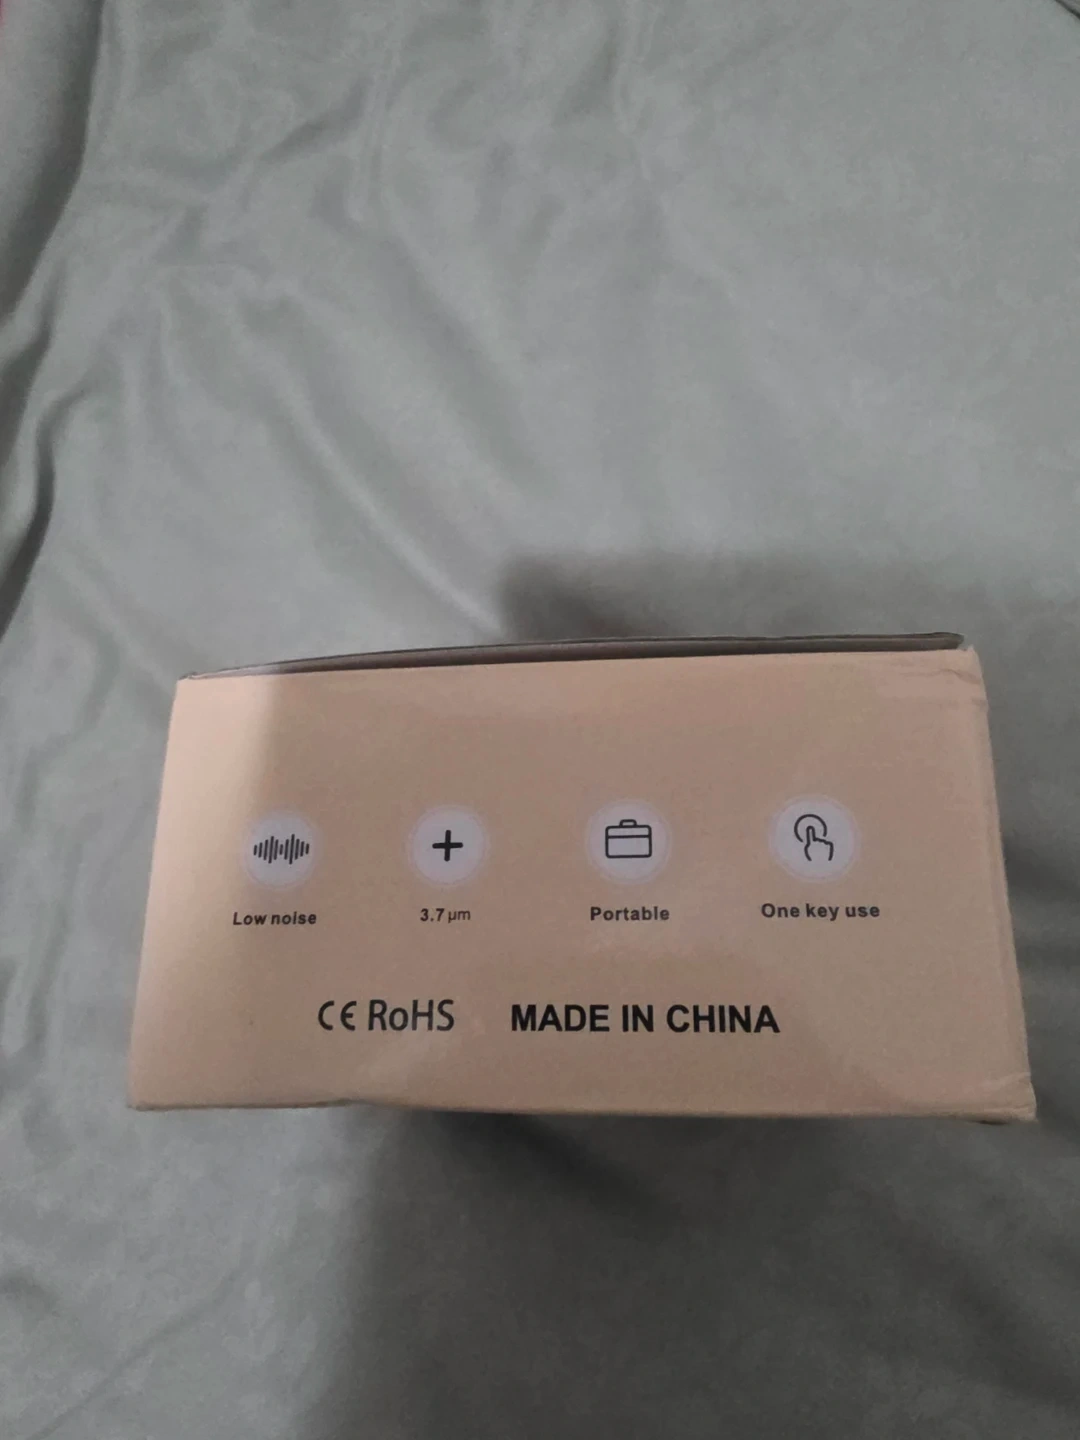 Low noise
3.7 μm
Portable
One key use
CE RoHS
MADE IN CHINA